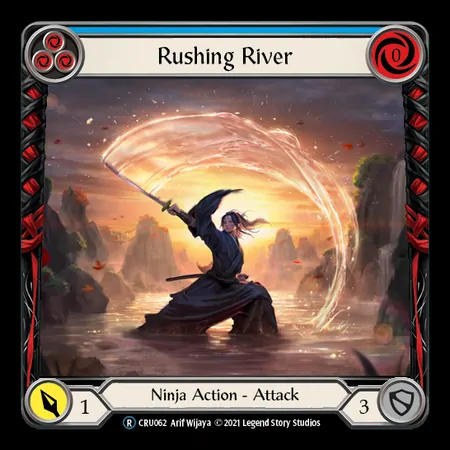 Rushing River
0
Ninja Action - Attack
1
3
R CRU062 Arif Wijaya © 2021 Legend Story Studios